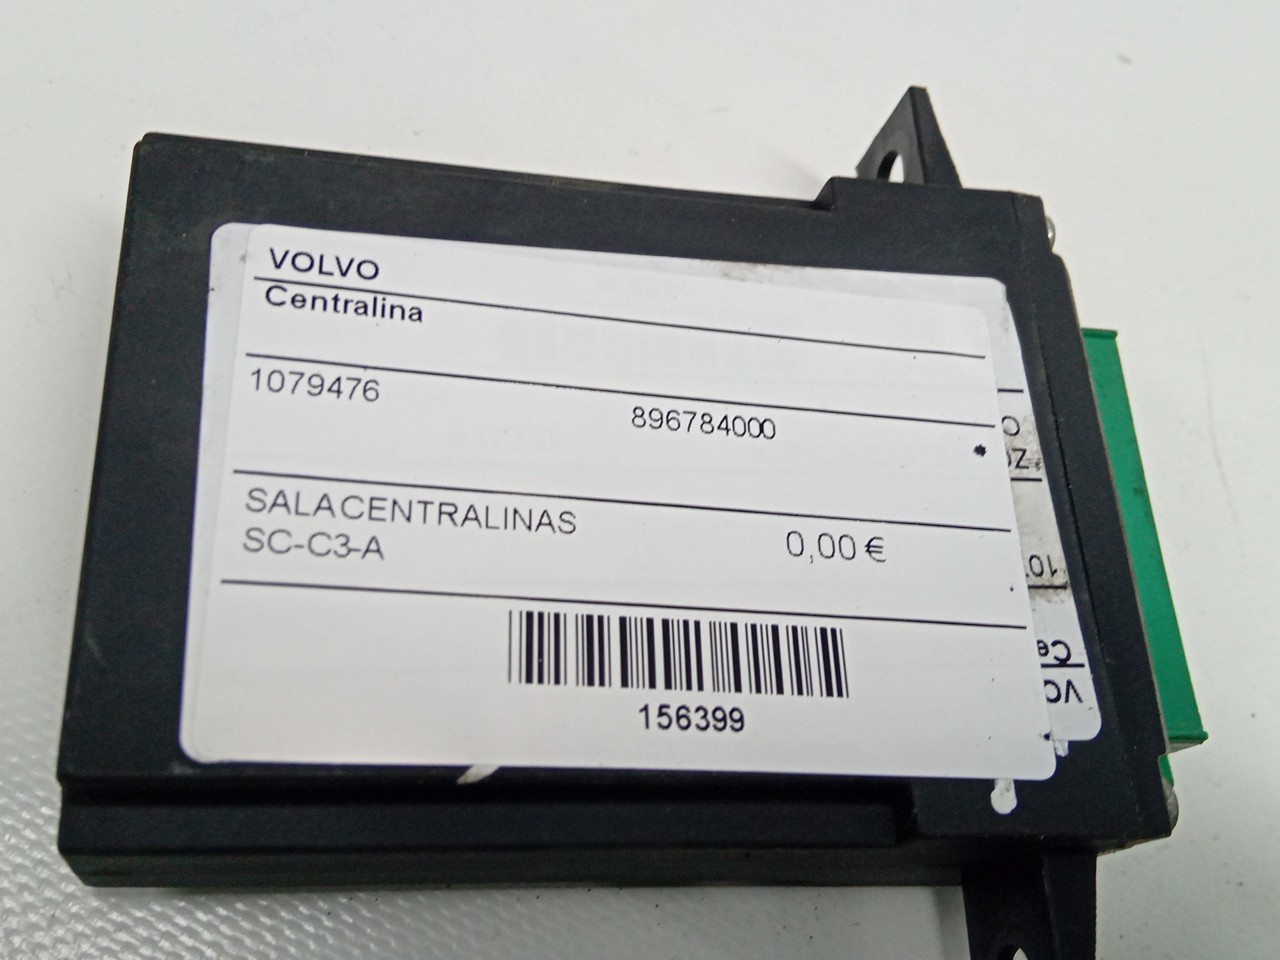 VOLVO
Centralina
1079476
896784000
*
SALACENTRALINAS
0,00 €
SC-C3-A
156399